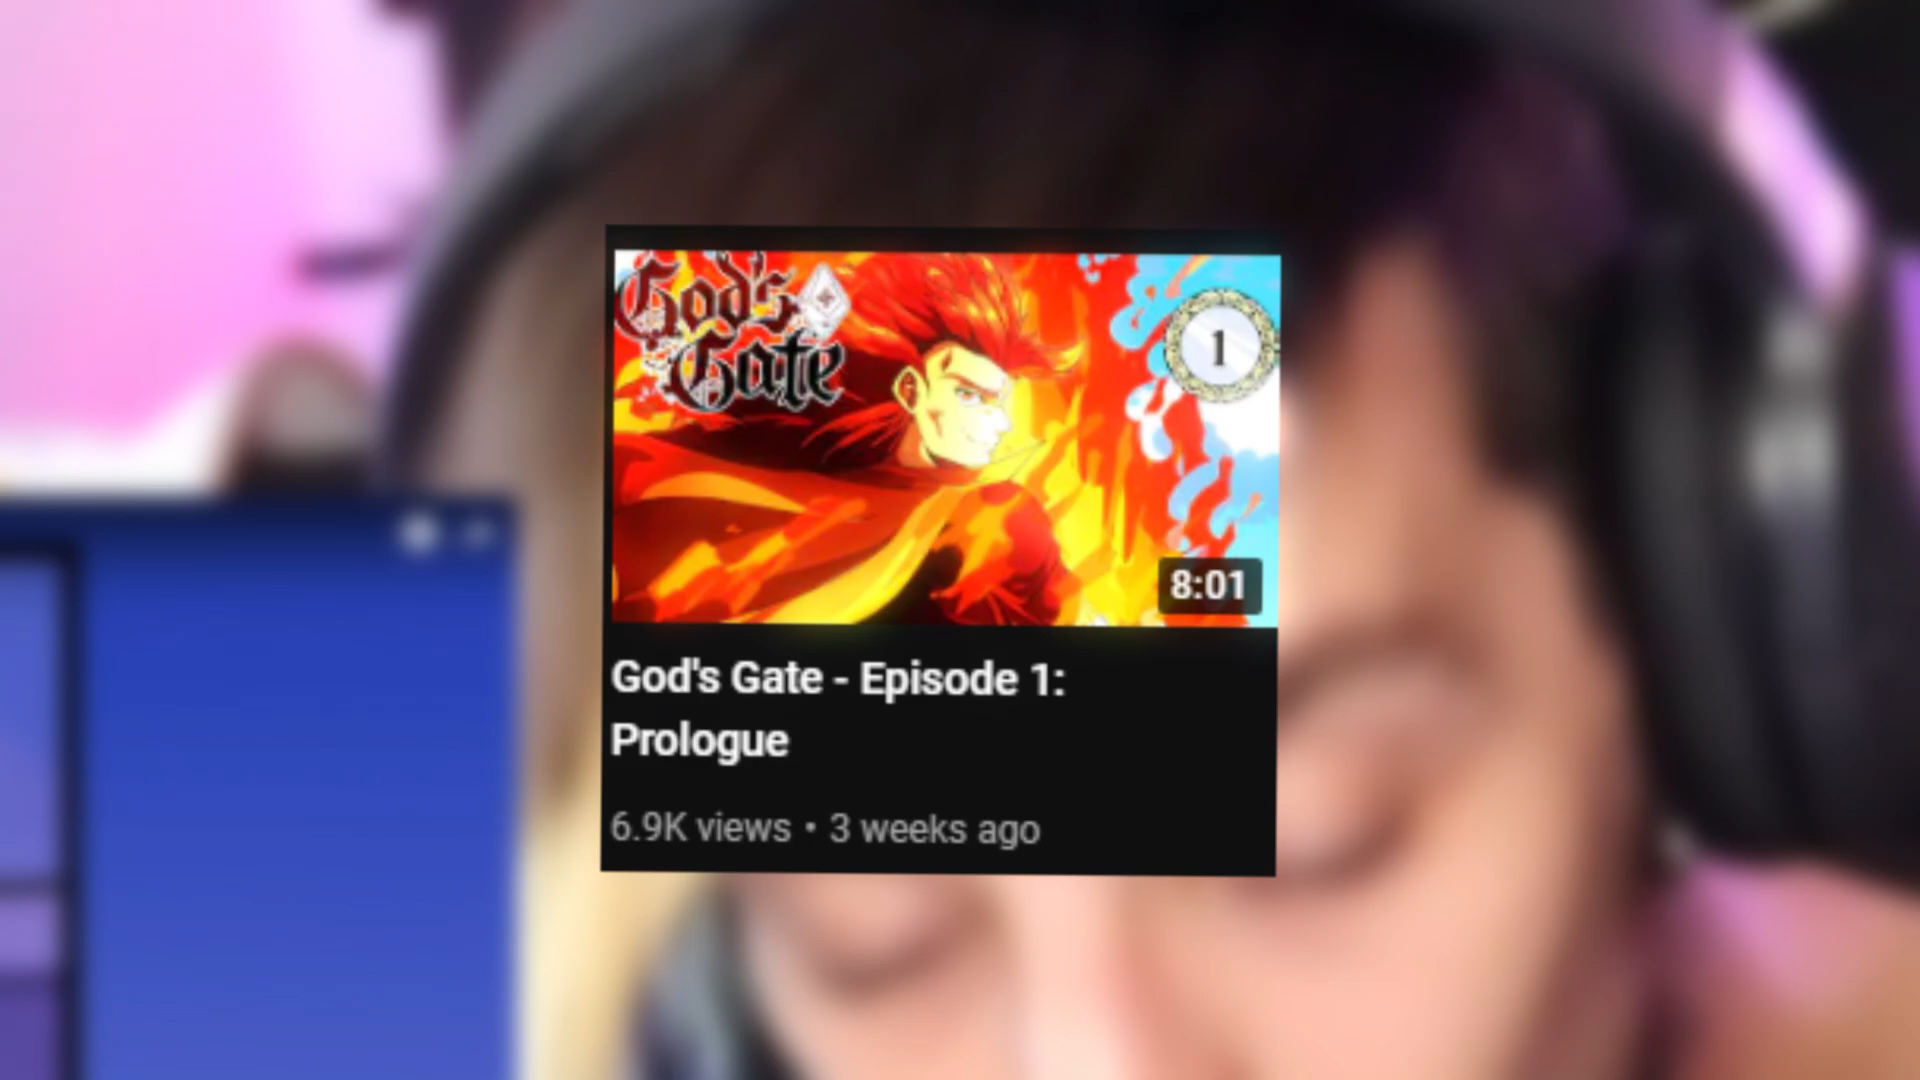 God's
Gate
1
8:01
God's Gate - Episode 1:
Prologue
6.9K views • 3 weeks ago